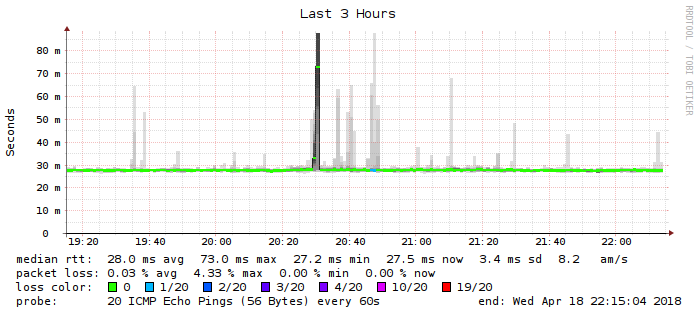 Last 3 Hours
RRDTOOL / TOBI OETIKER
Seconds
80 m
70 m
60 m
50 m
40 m
30 m
20 m
10 m
0
19:20 19:40 20:00 20:20 20:40 21:00 21:20 21:40 22:00
median rtt: 28.0 ms avg 73.0 ms max 27.2 ms min 27.5 ms now 3.4 ms sd 8.2 am/s
packet loss: 0.03 % avg 4.33 % max 0.00 % min 0.00 % now
loss color: 0 1/20 2/20 3/20 4/20 10/20 19/20
probe: 20 ICMP Echo Pings (56 Bytes) every 60s end: Wed Apr 18 22:15:04 2018